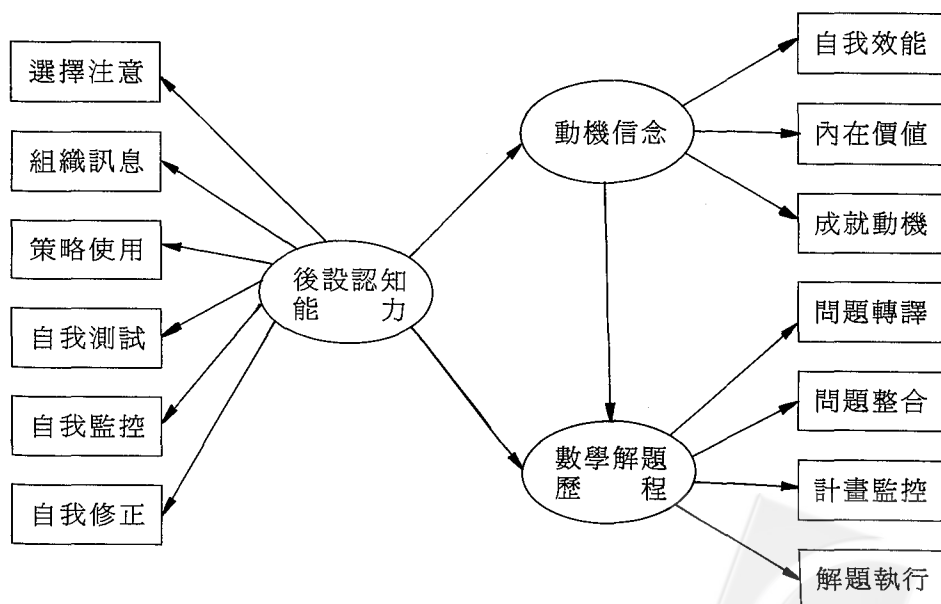 選擇注意
組織訊息
策略使用
自我測試
自我監控
自我修正
後設認知
能力
動機信念
數學解題
歷程
自我效能
內在價值
成就動機
問題轉譯
問題整合
計畫監控
解題執行